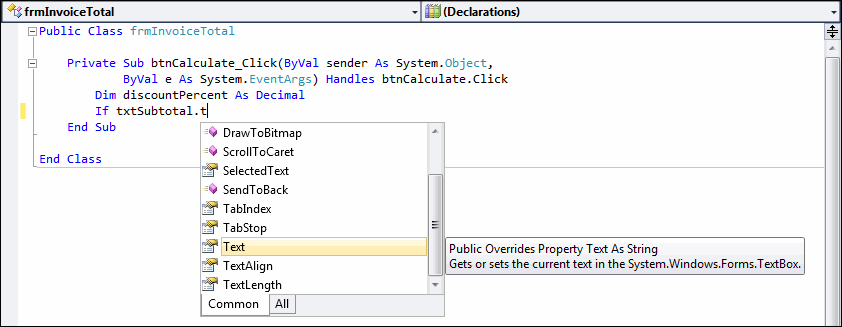 frmInvoiceTotal (Declarations)
Public Class frmInvoiceTotal
Private Sub btnCalculate_Click(ByVal sender As System.Object,
ByVal e As System.EventArgs) Handles btnCalculate.Click
Dim discountPercent As Decimal
If txtSubtotal.t
End Sub
End Class
DrawToBitmap
ScrollToCaret
SelectedText
SendToBack
TabIndex
TabStop
Text
TextAlign
TextLength
Common All
Public Overrides Property Text As String
Gets or sets the current text in the System.Windows.Forms.TextBox.